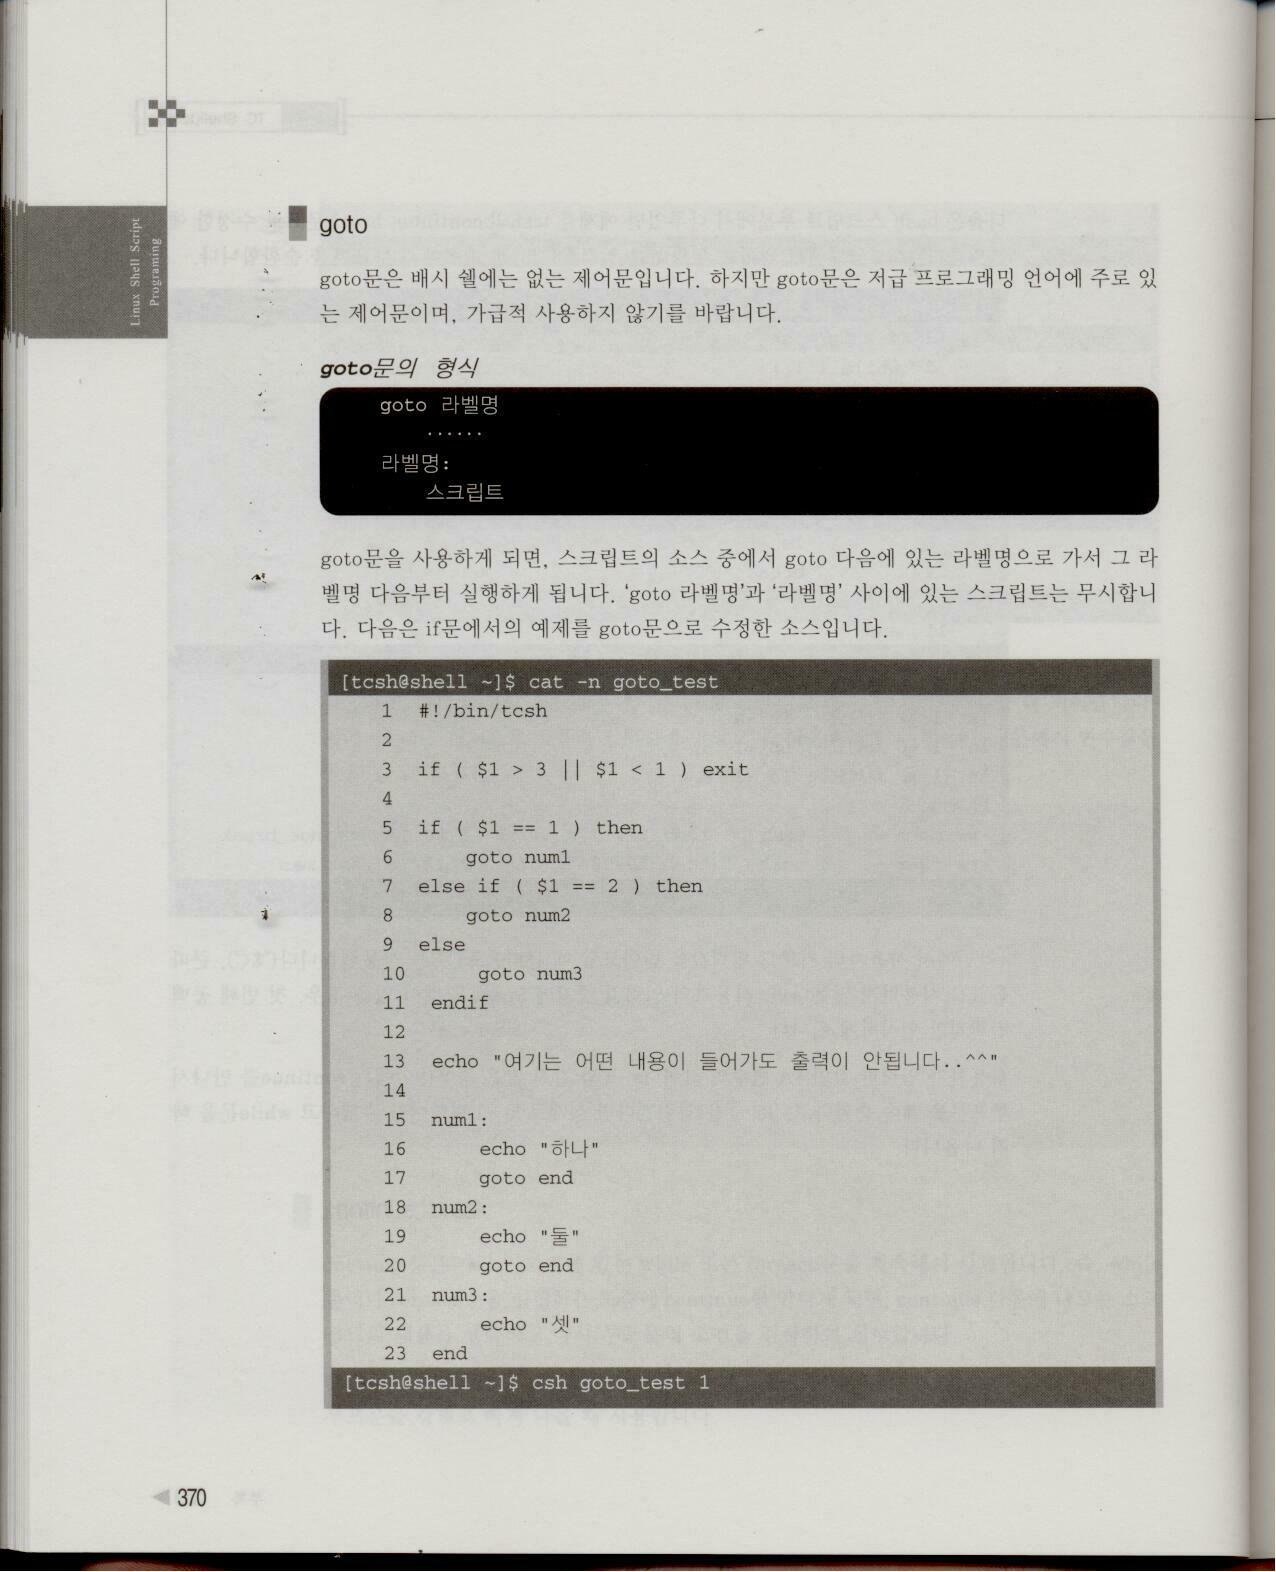 Linux Shell Script
Programing
goto
goto문은 배시 쉘에는 없는 제어문입니다. 하지만 goto문은 저급 프로그래밍 언어에 주로 있
는 제어문이며, 가급적 사용하지 않기를 바랍니다.
goto문의 형식
goto 라벨명
......
라벨명:
스크립트
goto문을 사용하게 되면, 스크립트의 소스 중에서 goto 다음에 있는 라벨명으로 가서 그 라
벨명 다음부터 실행하게 됩니다. ‘goto 라벨명’과 ‘라벨명’ 사이에 있는 스크립트는 무시합니
다. 다음은 if문에서의 예제를 goto문으로 수정한 소스입니다.
[tcsh@shell ~]$ cat -n goto_test
1 #!/bin/tcsh
2
3 if ( $1 > 3 || $1 < 1 ) exit
4
5 if ( $1 == 1 ) then
6 goto num1
7 else if ( $1 == 2 ) then
8 goto num2
9 else
10 goto num3
11 endif
12
13 echo "여기는 어떤 내용이 들어가도 출력이 안됩니다..^^"
14
15 num1:
16 echo "하나"
17 goto end
18 num2:
19 echo "둘"
20 goto end
21 num3:
22 echo "셋"
23 end
[tcsh@shell ~]$ csh goto_test 1
370